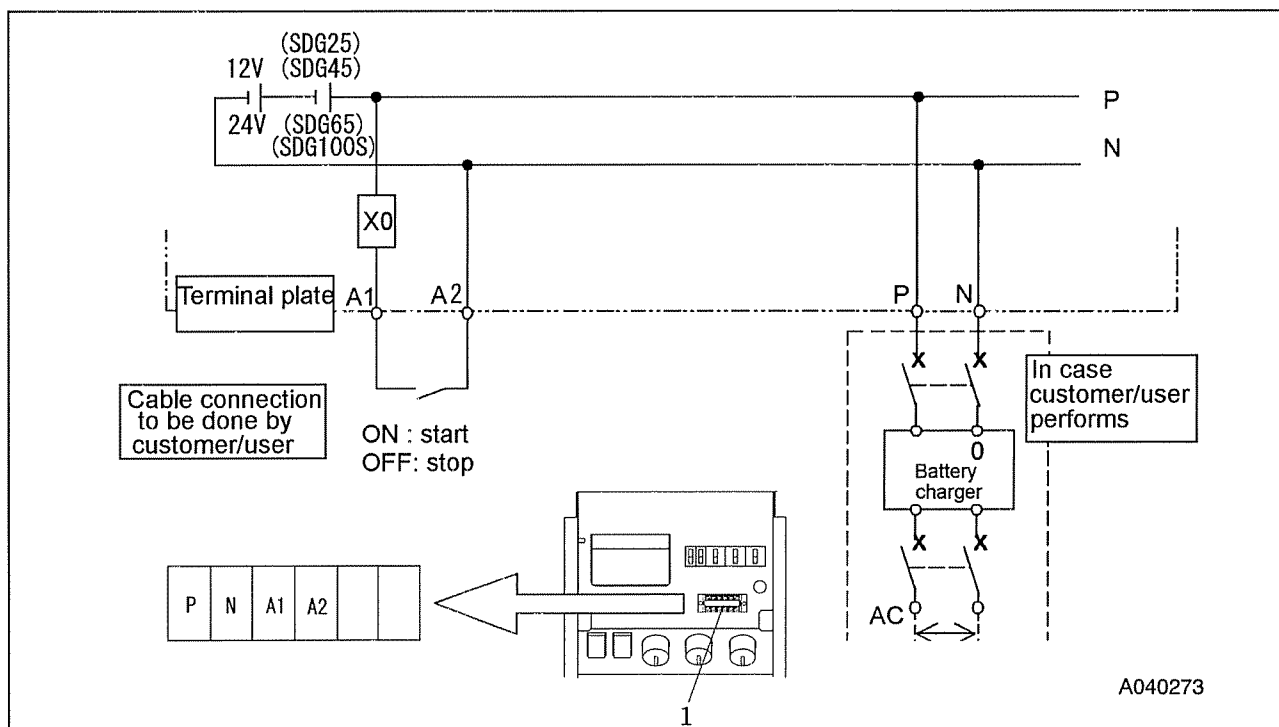 (SDG25)
12V (SDG45)
24V (SDG65)
(SDG100S)
P
N
X0
Terminal plate
A1
A2
P
N
Cable connection
to be done by
customer/user
ON : start
OFF: stop
In case
customer/user
performs
X X
0
Battery
charger
X X
AC
P N A1 A2
1
A040273